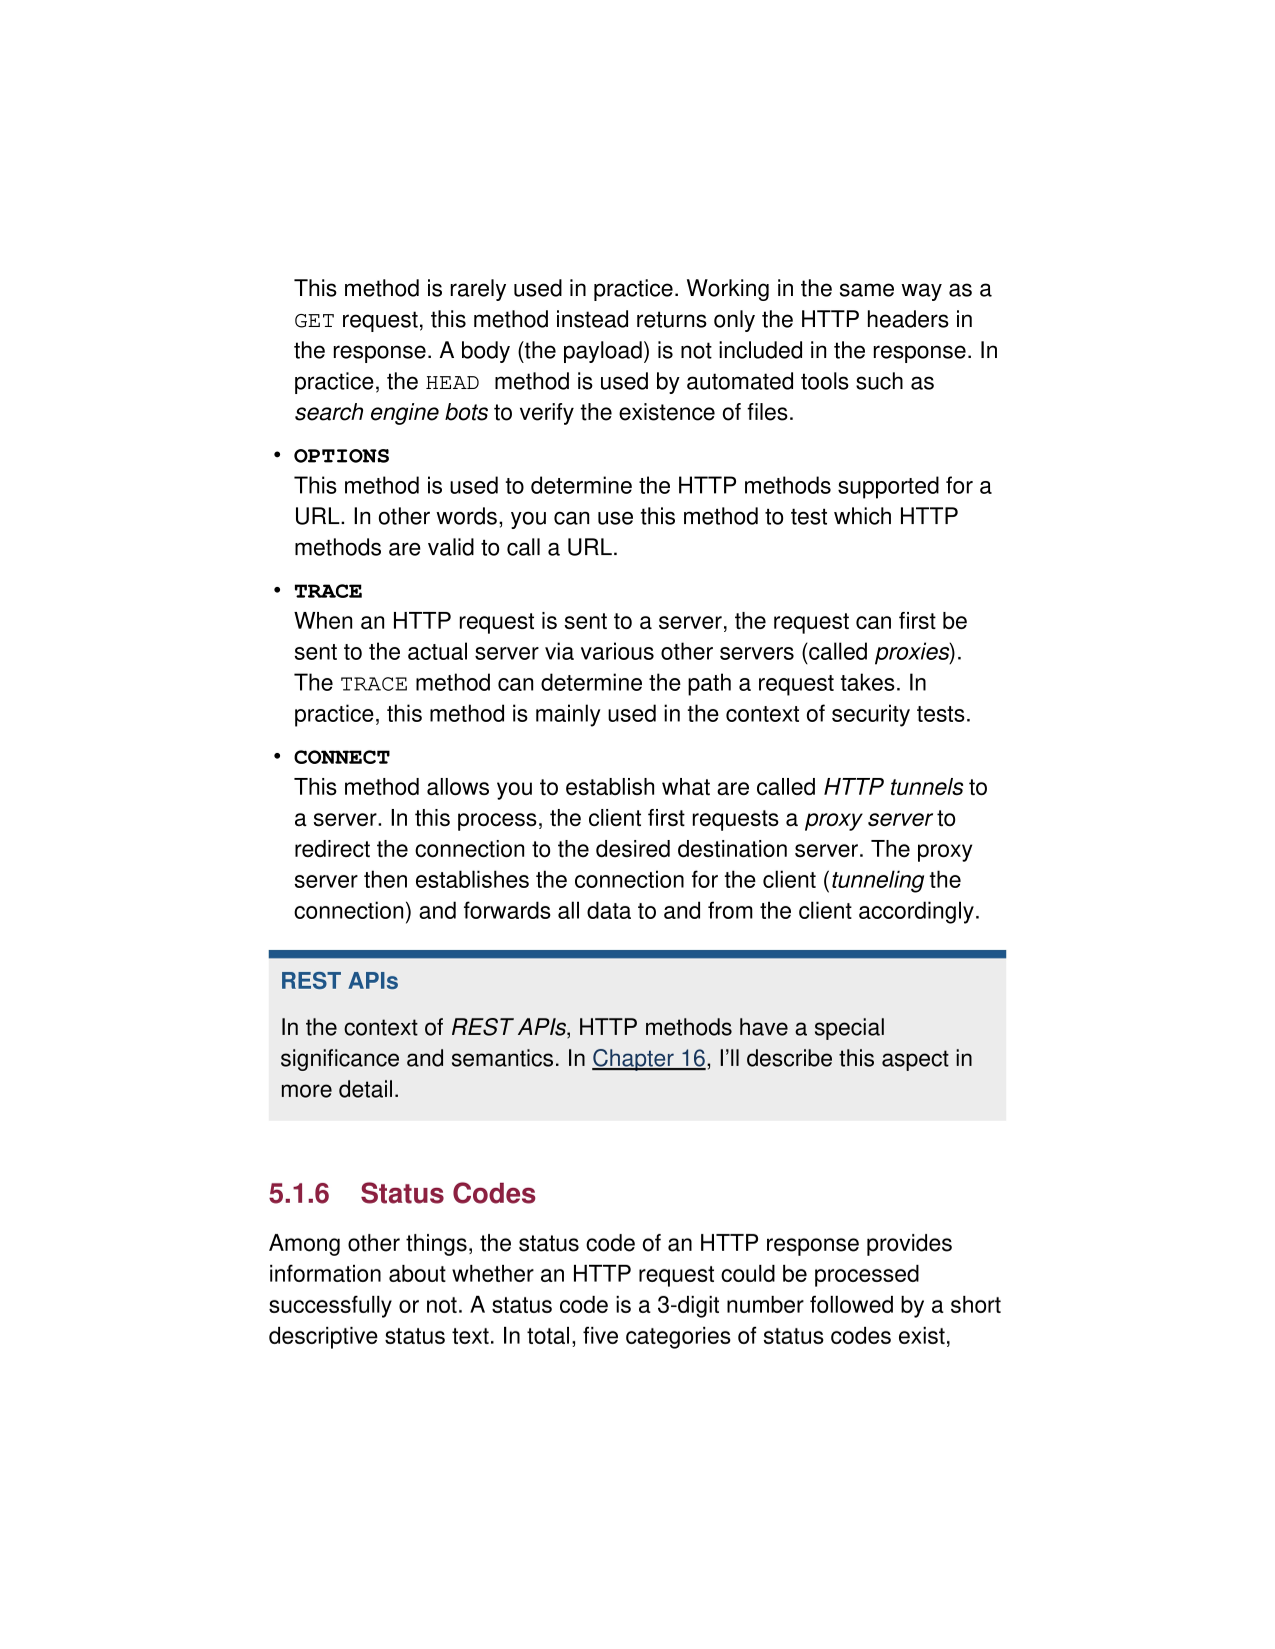 This method is rarely used in practice. Working in the same way as a
GET request, this method instead returns only the HTTP headers in
the response. A body (the payload) is not included in the response. In
practice, the HEAD method is used by automated tools such as
search engine bots to verify the existence of files.
• OPTIONS
This method is used to determine the HTTP methods supported for a
URL. In other words, you can use this method to test which HTTP
methods are valid to call a URL.
• TRACE
When an HTTP request is sent to a server, the request can first be
sent to the actual server via various other servers (called proxies).
The TRACE method can determine the path a request takes. In
practice, this method is mainly used in the context of security tests.
• CONNECT
This method allows you to establish what are called HTTP tunnels to
a server. In this process, the client first requests a proxy server to
redirect the connection to the desired destination server. The proxy
server then establishes the connection for the client (tunneling the
connection) and forwards all data to and from the client accordingly.
REST APIs
In the context of REST APIs, HTTP methods have a special
significance and semantics. In Chapter 16, I’ll describe this aspect in
more detail.
5.1.6 Status Codes
Among other things, the status code of an HTTP response provides
information about whether an HTTP request could be processed
successfully or not. A status code is a 3-digit number followed by a short
descriptive status text. In total, five categories of status codes exist,